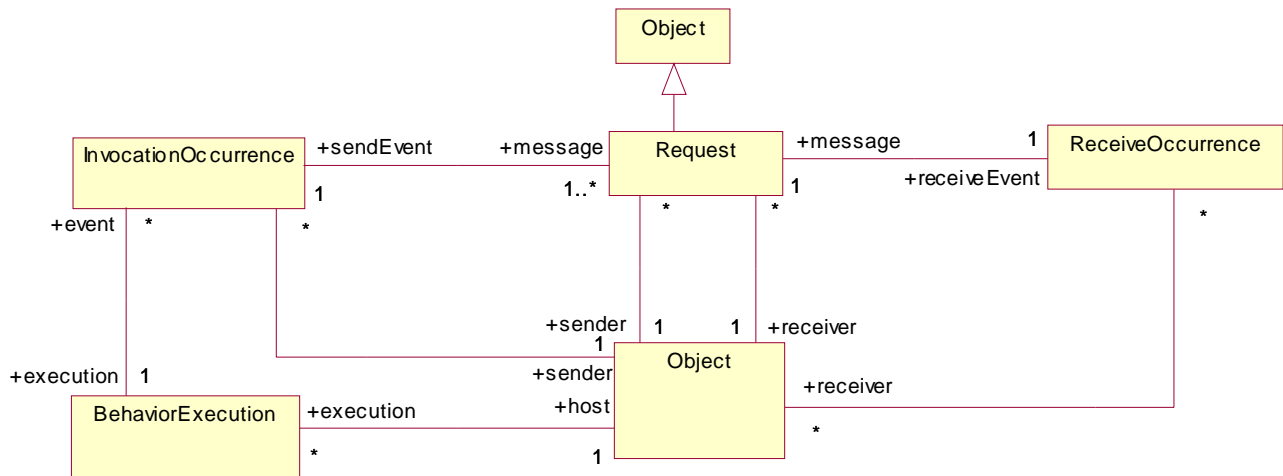 Object
InvocationOccurrence
+sendEvent
+message
Request
+message
1
ReceiveOccurrence
1
1..*
1
+receiveEvent
+event
*
*
*
*
*
+sender
1
1
+receiver
1
Object
+execution
1
+sender
+receiver
BehaviorExecution
+execution
+host
*
*
1